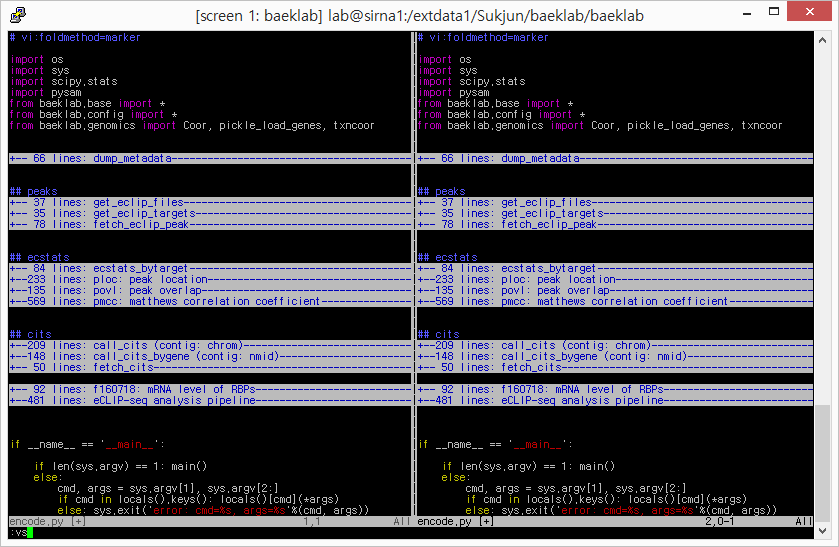 [screen 1: baeklab] lab@sirna1:/extdata1/Sukjun/baeklab/baeklab
# vi:foldmethod=marker
import os
import sys
import scipy.stats
import pysam
from baeklab.base import *
from baeklab.config import *
from baeklab.genomics import Coor, pickle_load_genes, txncoor
+-- 66 lines: dump_metadata--------------------------------
## peaks
+-- 37 lines: get_eclip_files------------------------------
+-- 35 lines: get_eclip_targets----------------------------
+-- 78 lines: fetch_eclip_peak-----------------------------
## ecstats
+-- 84 lines: ecstats_bytarget-----------------------------
+--233 lines: ploc: peak location--------------------------
+--135 lines: povl: peak overlap---------------------------
+--569 lines: pmcc: matthews correlation coefficient-------
## cits
+--209 lines: call_cits (contig: chrom)--------------------
+--148 lines: call_cits_bygene (contig: nmid)--------------
+-- 50 lines: fetch_cits-----------------------------------
+-- 92 lines: f160718: mRNA level of RBPs------------------
+--481 lines: eCLIP-seq analysis pipeline------------------
if __name__ == '__main__':
if len(sys.argv) == 1: main()
else:
cmd, args = sys.argv[1], sys.argv[2:]
if cmd in locals().keys(): locals()[cmd](*args)
else: sys.exit('error: cmd=%s, args=%s'%(cmd, args))
encode.py [+] 1,1 All
:vs
# vi:foldmethod=marker
import os
import sys
import scipy.stats
import pysam
from baeklab.base import *
from baeklab.config import *
from baeklab.genomics import Coor, pickle_load_genes, txncoor
+-- 66 lines: dump_metadata--------------------------------
## peaks
+-- 37 lines: get_eclip_files------------------------------
+-- 35 lines: get_eclip_targets----------------------------
+-- 78 lines: fetch_eclip_peak-----------------------------
## ecstats
+-- 84 lines: ecstats_bytarget-----------------------------
+--233 lines: ploc: peak location--------------------------
+--135 lines: povl: peak overlap---------------------------
+--569 lines: pmcc: matthews correlation coefficient-------
## cits
+--209 lines: call_cits (contig: chrom)--------------------
+--148 lines: call_cits_bygene (contig: nmid)--------------
+-- 50 lines: fetch_cits-----------------------------------
+-- 92 lines: f160718: mRNA level of RBPs------------------
+--481 lines: eCLIP-seq analysis pipeline------------------
if __name__ == '__main__':
if len(sys.argv) == 1: main()
else:
cmd, args = sys.argv[1], sys.argv[2:]
if cmd in locals().keys(): locals()[cmd](*args)
else: sys.exit('error: cmd=%s, args=%s'%(cmd, args))
encode.py [+] 2,0-1 All